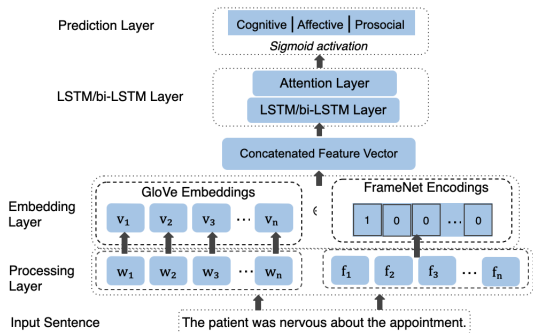 Prediction Layer
Cognitive | Affective | Prosocial
Sigmoid activation
LSTM/bi-LSTM Layer
Attention Layer
LSTM/bi-LSTM Layer
Concatenated Feature Vector
Embedding Layer
GloVe Embeddings
v₁ v₂ v₃ ... vₙ
FrameNet Encodings
1 0 0 ... 0
Processing Layer
w₁ w₂ w₃ ... wₙ
f₁ f₂ f₃ ... fₙ
Input Sentence
The patient was nervous about the appointment.